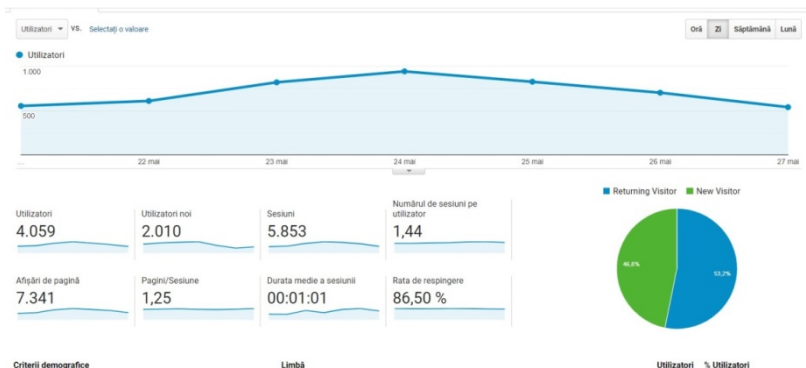 Utilizatori VS. Selectați o valoare
Oră Zi Săptămână Lună
Utilizatori
1.000
500
... 22 mai 23 mai 24 mai 25 mai 26 mai 27 mai
Returning Visitor New Visitor
46,8%
53,2%
Utilizatori
4.059
Utilizatori noi
2.010
Sesiuni
5.853
Numărul de sesiuni pe
utilizator
1,44
Afișări de pagină
7.341
Pagini/Sesiune
1,25
Durata medie a sesiunii
00:01:01
Rata de respingere
86,50 %
Criterii demografice Limbă Utilizatori % Utilizatori